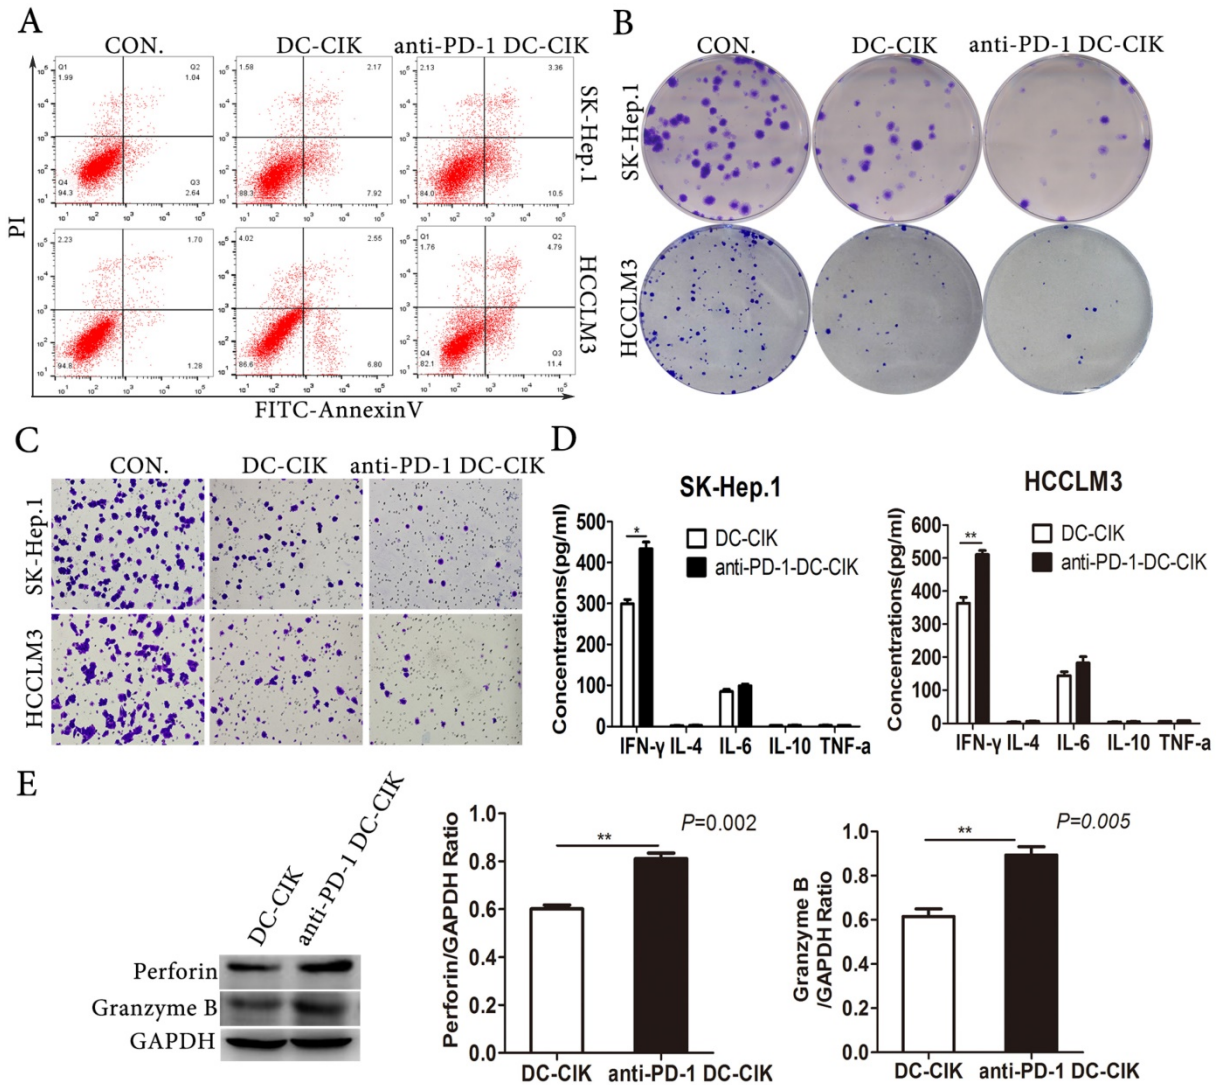 A
CON.
DC-CIK
anti-PD-1 DC-CIK
Q1
1.99
Q2
1.04
Q4
94.3
Q3
2.64
1.58
2.17
88.3
7.92
2.13
3.36
84.0
10.5
SK-Hep.1
2.23
1.70
94.8
1.28
4.02
2.55
86.6
6.80
Q1
1.76
Q2
4.79
Q4
82.1
Q3
11.4
HCCLM3
PI
FITC-AnnexinV
B
CON.
DC-CIK
anti-PD-1 DC-CIK
SK-Hep.1
HCCLM3
C
CON.
DC-CIK
anti-PD-1 DC-CIK
SK-Hep.1
HCCLM3
D
SK-Hep.1
Concentrations(pg/ml)
500
400
300
200
100
0
*
DC-CIK
anti-PD-1-DC-CIK
IFN-γ IL-4 IL-6 IL-10 TNF-a
HCCLM3
Concentrations(pg/ml)
600
500
400
300
200
100
0
**
DC-CIK
anti-PD-1-DC-CIK
IFN-γ IL-4 IL-6 IL-10 TNF-a
E
DC-CIK
anti-PD-1 DC-CIK
Perforin
Granzyme B
GAPDH
Perforin/GAPDH Ratio
1.0
0.8
0.6
0.4
0.2
0.0
**
P=0.002
DC-CIK anti-PD-1 DC-CIK
Granzyme B
/GAPDH Ratio
1.0
0.8
0.6
0.4
0.2
0.0
**
P=0.005
DC-CIK anti-PD-1 DC-CIK